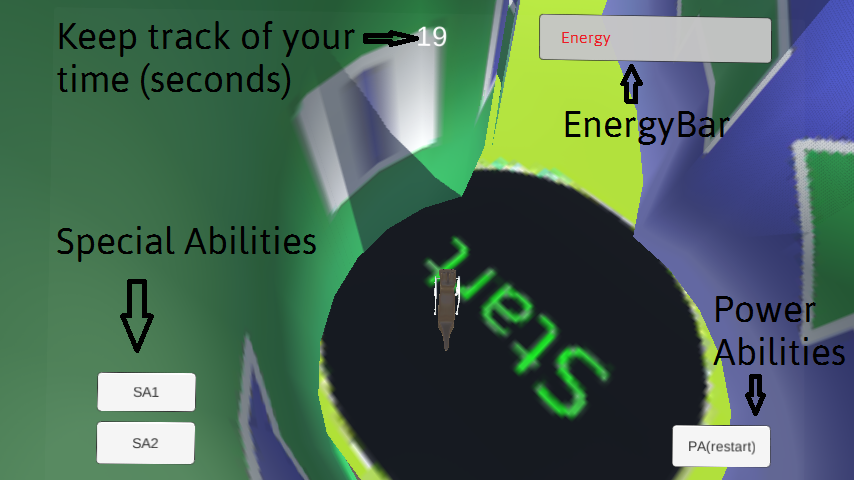 Keep track of your
time (seconds)
19
Energy
EnergyBar
Special Abilities
Start
Power
Abilities
SA1
SA2
PA(restart)